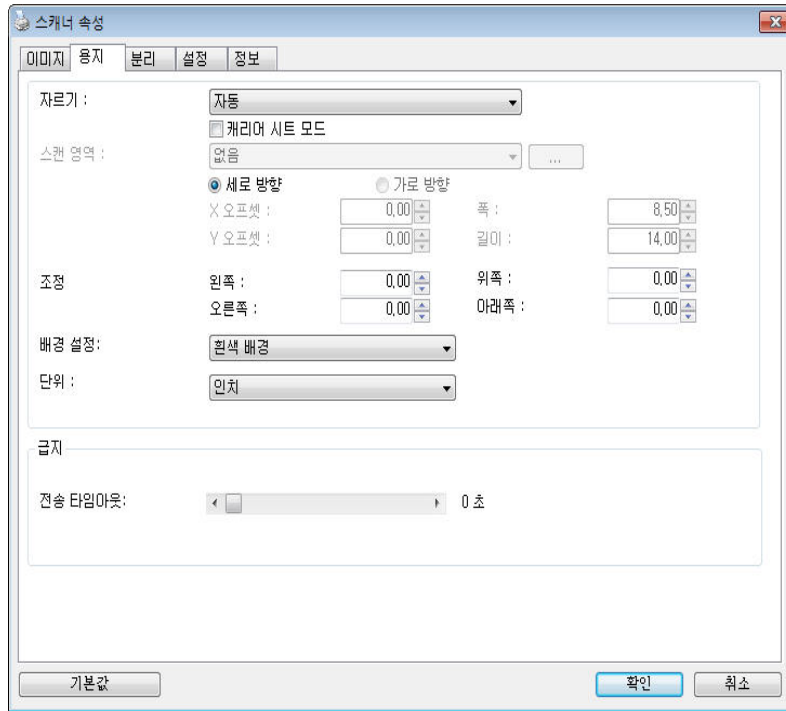 스캐너 속성
이미지 용지 분리 설정 정보
자르기 : 자동
캐리어 시트 모드
스캔 영역 : 없음 ...
세로 방향 가로 방향
X 오프셋 : 0,00 폭 : 8,50
Y 오프셋 : 0,00 길이 : 14,00
조정 왼쪽 : 0,00 위쪽 : 0,00
오른쪽 : 0,00 아래쪽 : 0,00
배경 설정: 흰색 배경
단위 : 인치
급지
전송 타임아웃: 0 초
기본값 확인 취소